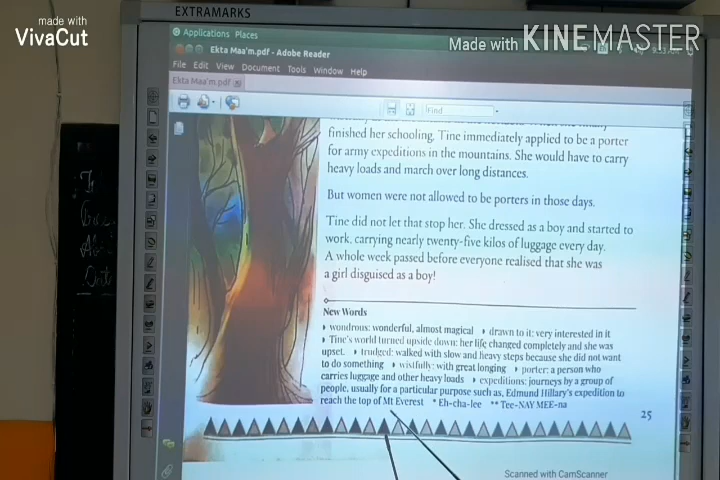 EXTRAMARKS
made with
VivaCut
Made with KINEMASTER
Applications Places
Ekta Maa'm.pdf - Adobe Reader
File Edit View Document Tools Window Help
Ekta Maa'm.pdf
Find
finished her schooling, Tine immediately applied to be a porter
for army expeditions in the mountains. She would have to carry
heavy loads and march over long distances.
But women were not allowed to be porters in those days.
Tine did not let that stop her. She dressed as a boy and started to
work, carrying nearly twenty-five kilos of luggage every day.
A whole week passed before everyone realised that she was
a girl disguised as a boy!
New Words
wondrous: wonderful, almost magical drawn to it: very interested in it
Tine's world turned upside down: her life changed completely and she was
upset. trudged: walked with slow and heavy steps because she did not want
to do something wistfully: with great longing porter: a person who
carries luggage and other heavy loads expeditions: journeys by a group of
people, usually for a particular purpose such as, Edmund Hillary's expedition to
reach the top of Mt Everest * Eh-cha-lee ** Tee-NAY MEE-na
25
Scanned with CamScanner